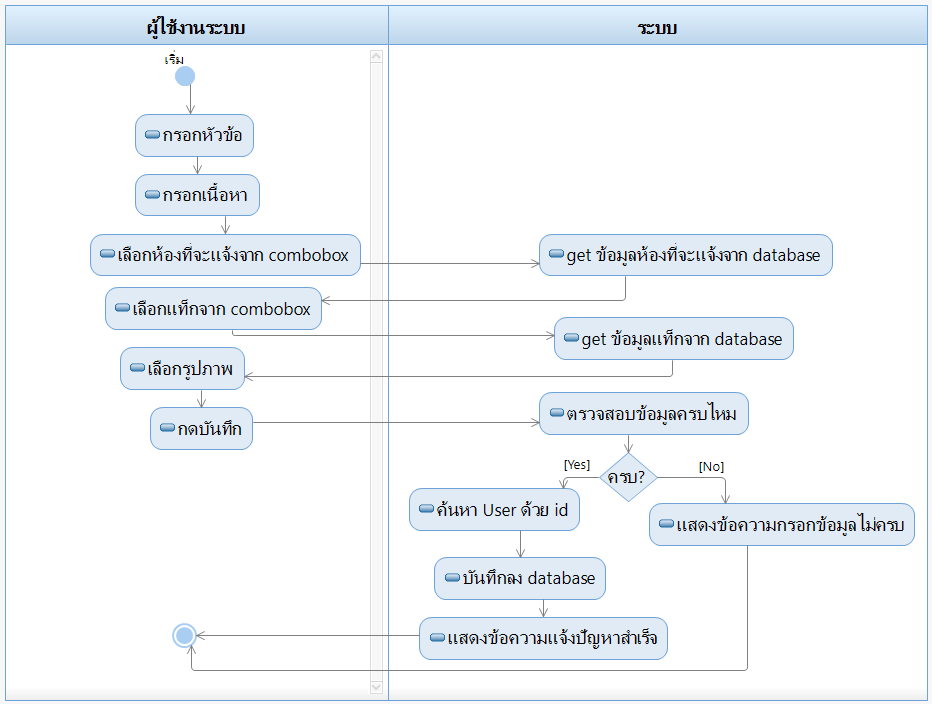 ผู้ใช้งานระบบ
ระบบ
เริ่ม
กรอกหัวข้อ
กรอกเนื้อหา
เลือกห้องที่จะแจ้งจาก combobox
get ข้อมูลห้องที่จะแจ้งจาก database
เลือกแท็กจาก combobox
get ข้อมูลแท็กจาก database
เลือกรูปภาพ
กดบันทึก
ตรวจสอบข้อมูลครบไหม
[Yes]
ครบ?
[No]
ค้นหา User ด้วย id
แสดงข้อความกรอกข้อมูลไม่ครบ
บันทึกลง database
แสดงข้อความแจ้งปัญหาสำเร็จ